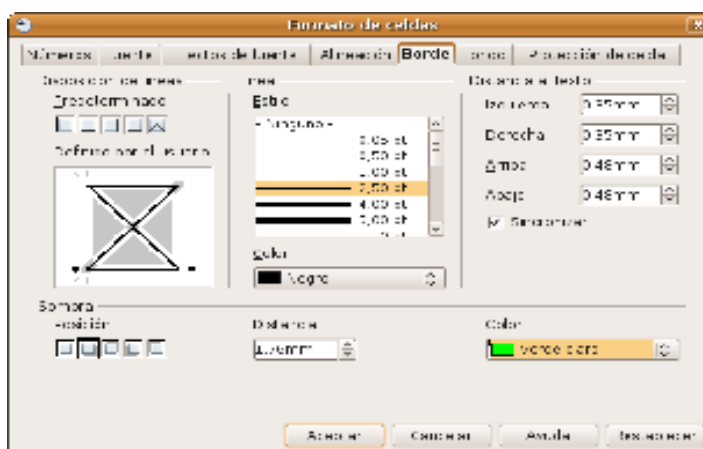 Formato de celdas
Números Fuente Efectos de fuente Alineación Borde Fondo Protección de celda
Disposición de líneas Línea Distancia al texto
Predeterminado Estilo Izquierda 0.35mm
- Ninguno - Derecha 0.35mm
0,05 pt
Definido por el usuario 0,50 pt
1,00 pt Arriba 0.48mm
2,50 pt
4,00 pt Abajo 0.48mm
5,00 pt
Sincronizar
Color
Negro
Sombra
Posición Distancia Color
1.76mm Verde claro
Aceptar Cancelar Ayuda Restablecer